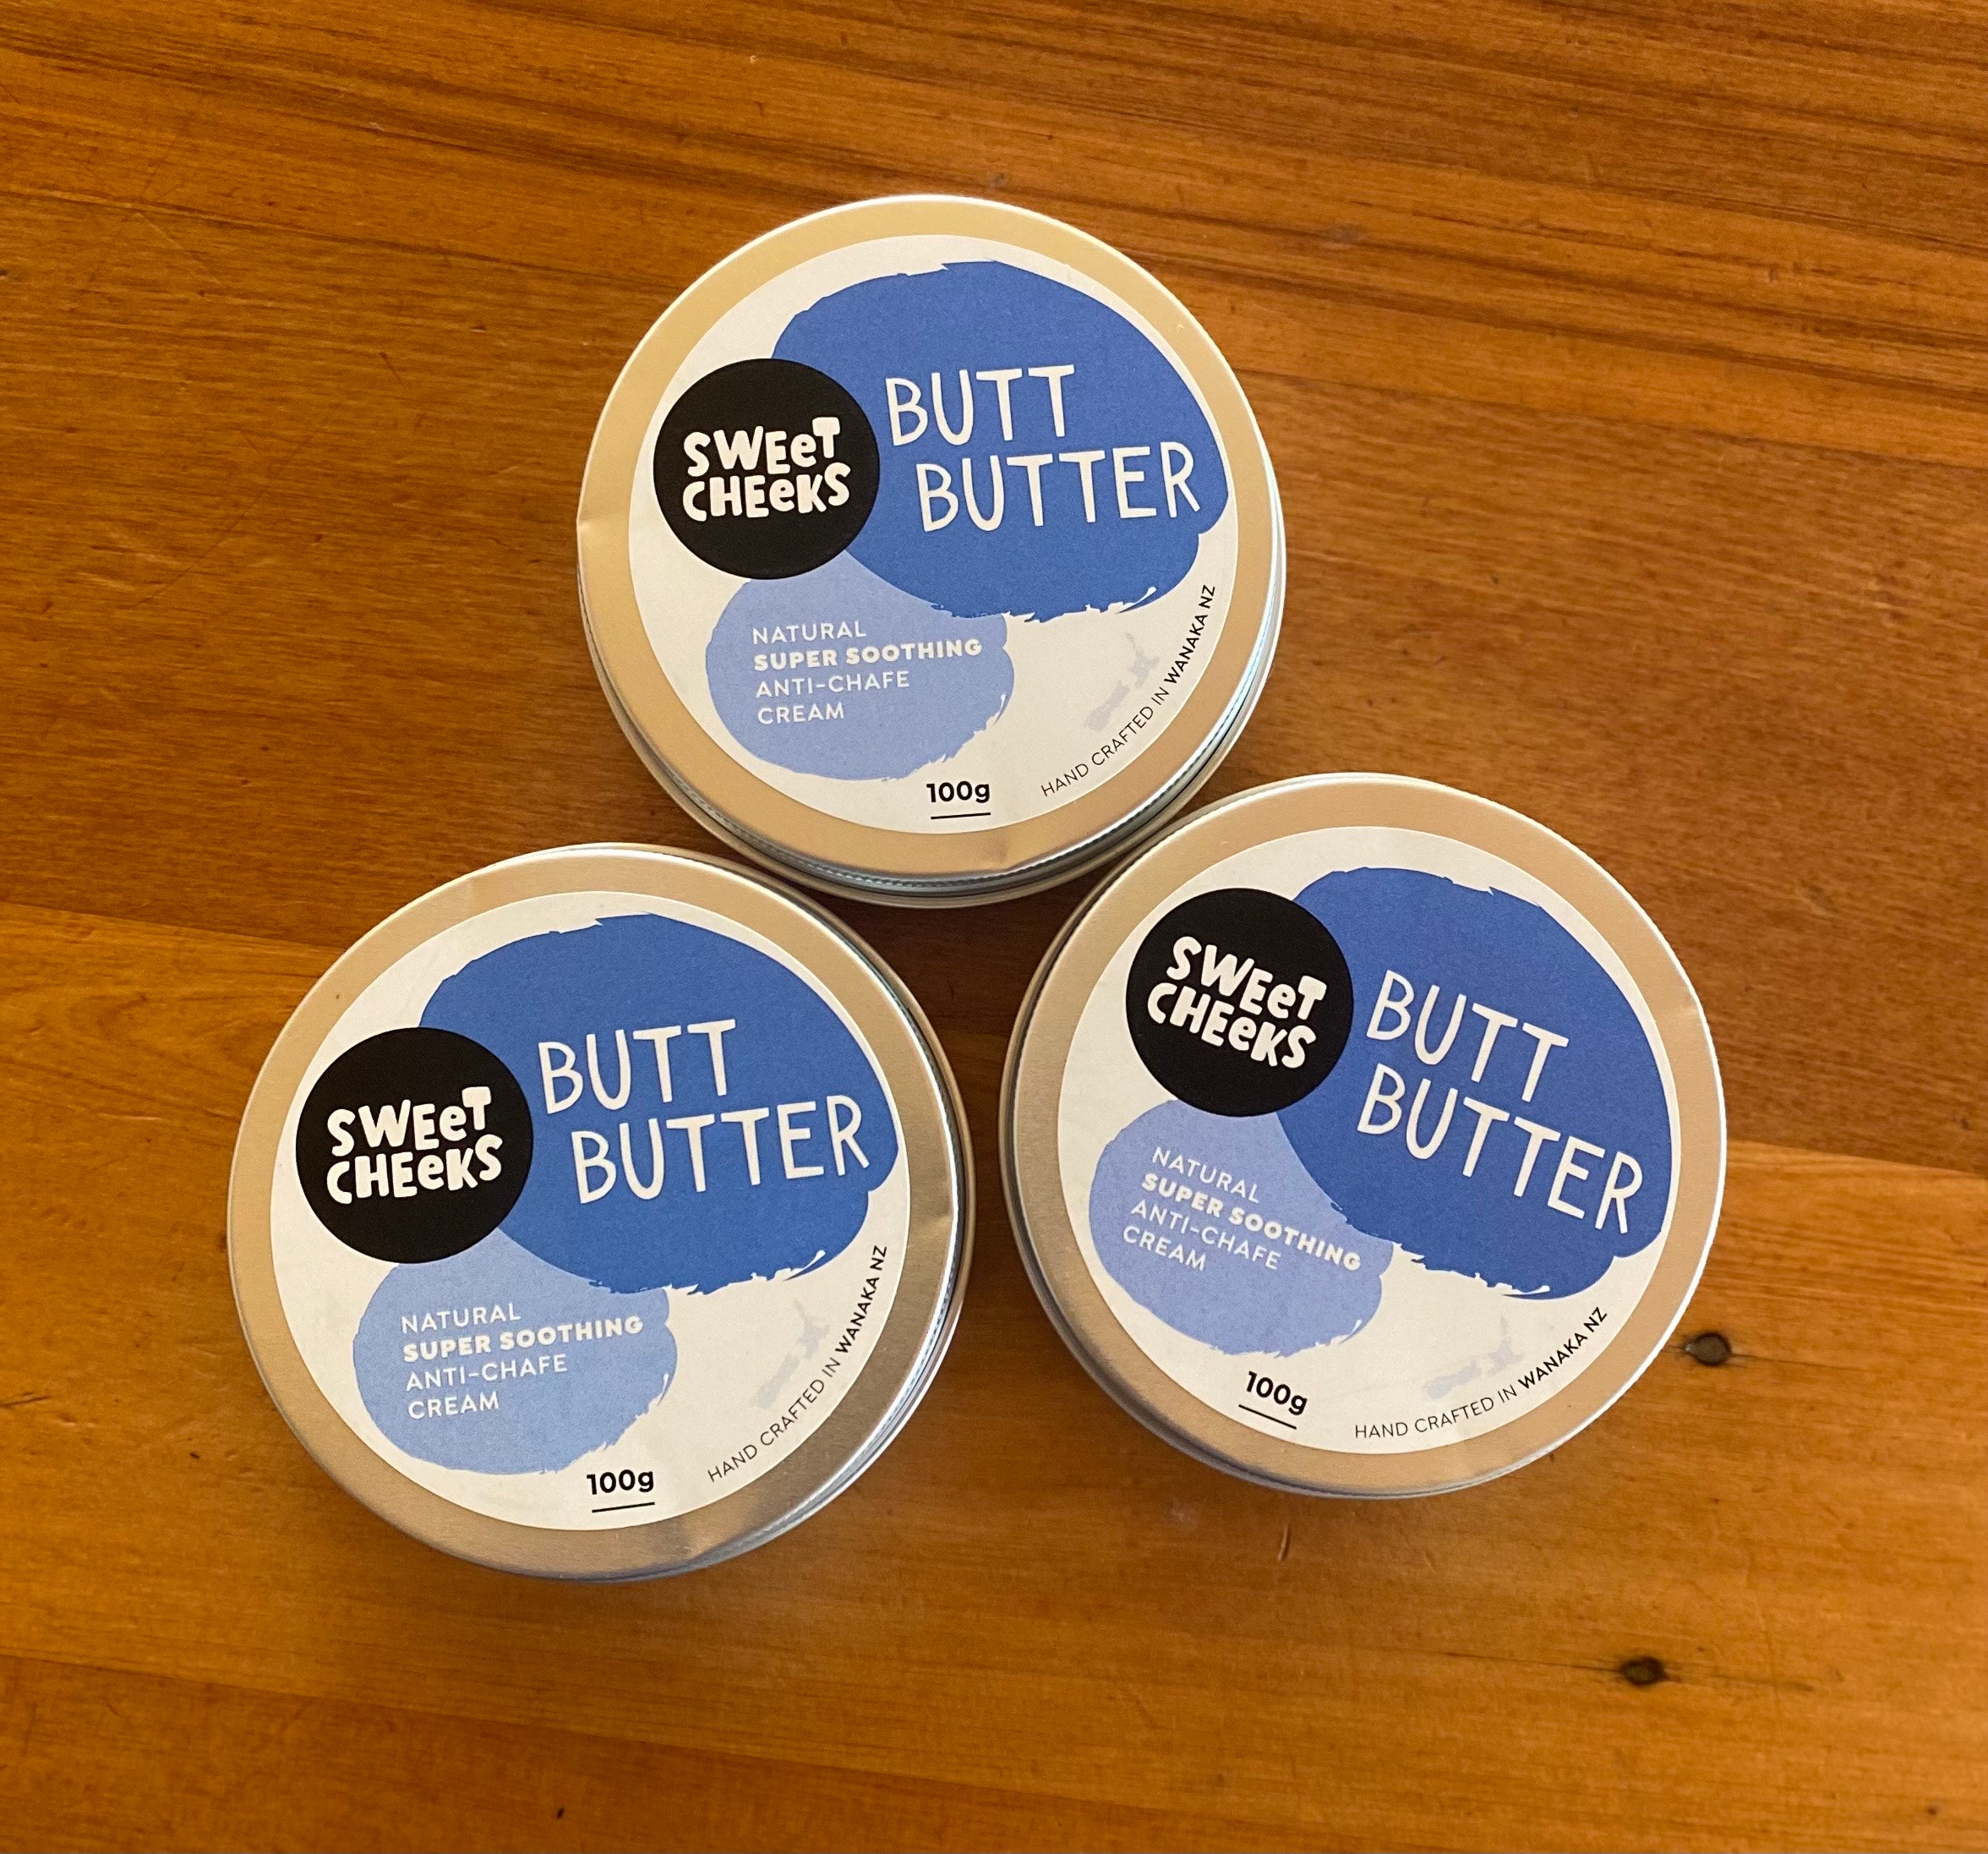 SWEET
CHEEKS
BUTT
BUTTER
NATURAL
SUPER SOOTHING
ANTI-CHAFE
CREAM
100g
HAND CRAFTED IN WANAKA NZ
SWEET
CHEEKS
BUTT
BUTTER
NATURAL
SUPER SOOTHING
ANTI-CHAFE
CREAM
100g
HAND CRAFTED IN WANAKA NZ
SWEET
CHEEKS
BUTT
BUTTER
NATURAL
SUPER SOOTHING
ANTI-CHAFE
CREAM
100g
HAND CRAFTED IN WANAKA NZ